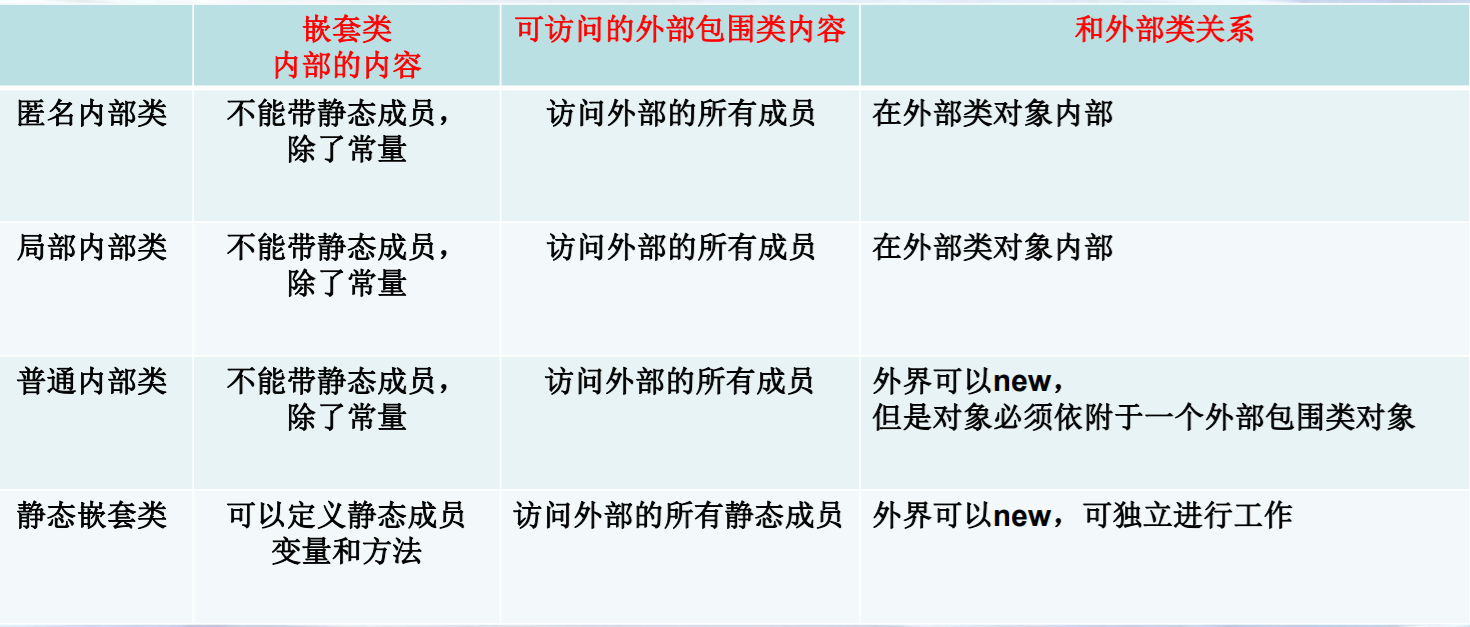 嵌套类
内部的内容
可访问的外部包围类内容
和外部类关系
匿名内部类
不能带静态成员，
除了常量
访问外部的所有成员
在外部类对象内部
局部内部类
不能带静态成员，
除了常量
访问外部的所有成员
在外部类对象内部
普通内部类
不能带静态成员，
除了常量
访问外部的所有成员
外界可以new，
但是对象必须依附于一个外部包围类对象
静态嵌套类
可以定义静态成员
变量和方法
访问外部的所有静态成员
外界可以new，可独立进行工作